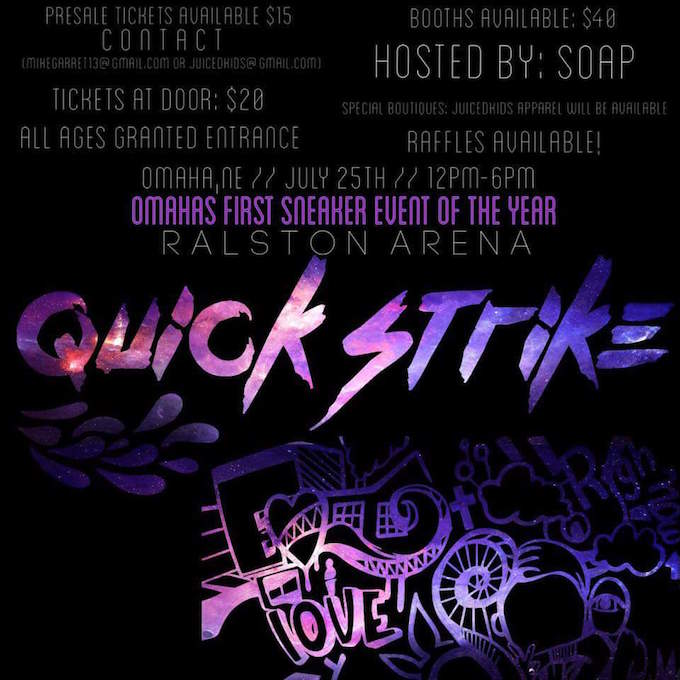 PRESALE TICKETS AVAILABLE $15
CONTACT
(MIKEGARRET13@GMAIL.COM OR JUICEDKIDS@GMAIL.COM)
TICKETS AT DOOR: $20
ALL AGES GRANTED ENTRANCE
BOOTHS AVAILABLE: $40
HOSTED BY: SOAP
SPECIAL BOUTIQUES: JUICEDKIDS APPAREL WILL BE AVAILABLE
RAFFLES AVAILABLE!
OMAHA,NE // JULY 25TH // 12PM-6PM
OMAHAS FIRST SNEAKER EVENT OF THE YEAR
RALSTON ARENA
QUICK STRIKE
LOVE